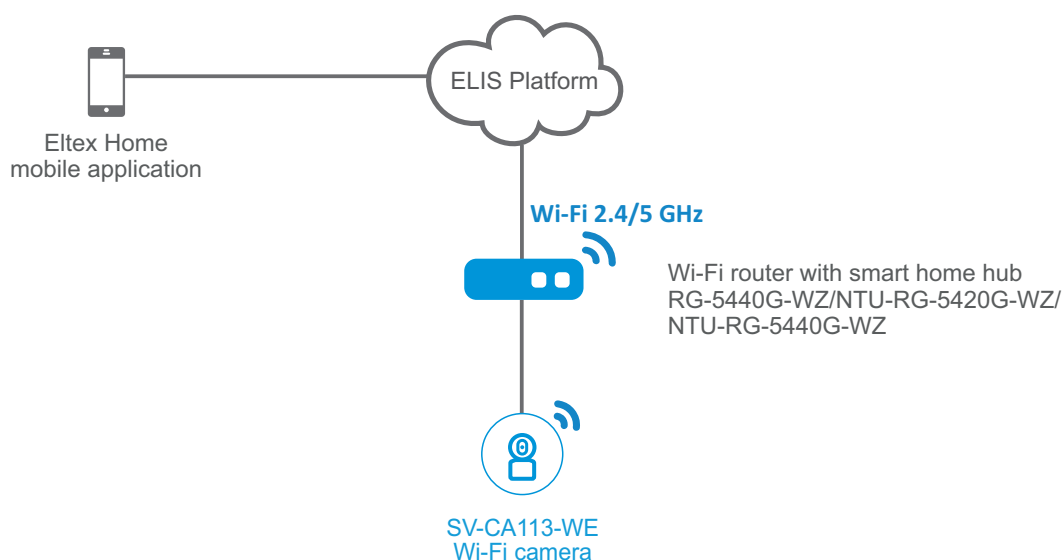 ELIS Platform
Eltex Home
mobile application
Wi-Fi 2.4/5 GHz
Wi-Fi router with smart home hub
RG-5440G-WZ/NTU-RG-5420G-WZ/
NTU-RG-5440G-WZ
SV-CA113-WE
Wi-Fi camera